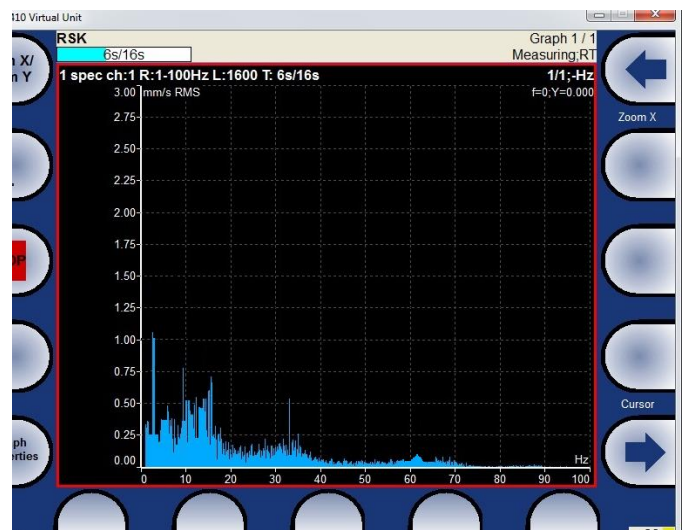 410 Virtual Unit
RSK
Graph 1 / 1
6s/16s
Measuring;RT
1 spec ch:1 R:1-100Hz L:1600 T: 6s/16s
1/1;-Hz
3.00 mm/s RMS
f=0;Y=0.000
2.75
2.50
2.25
2.00
1.75
1.50
1.25
1.00
0.75
0.50
0.25
0.00
Hz
0 10 20 30 40 50 60 70 80 90 100
X/
Y
Zoom X
Cursor